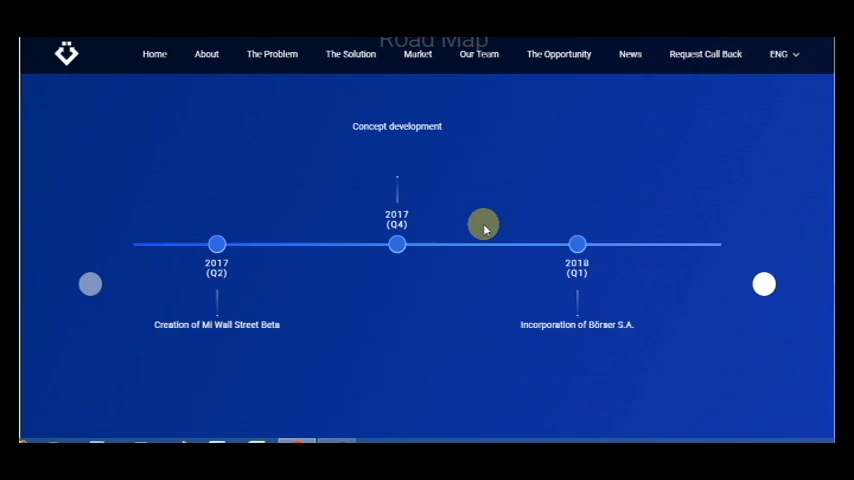 Road Map
Home About The Problem The Solution Market Our Team The Opportunity News Request Call Back ENG
Concept development
2017
(Q4)
2017
(Q2)
2018
(Q1)
Creation of Mi Wall Street Beta
Incorporation of Börser S.A.